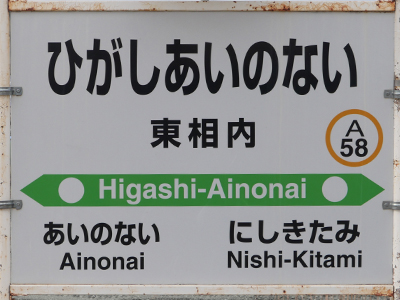 ひがしあいのない
東相内
A
58
Higashi-Ainonai
あいのない
Ainonai
にしきたみ
Nishi-Kitami